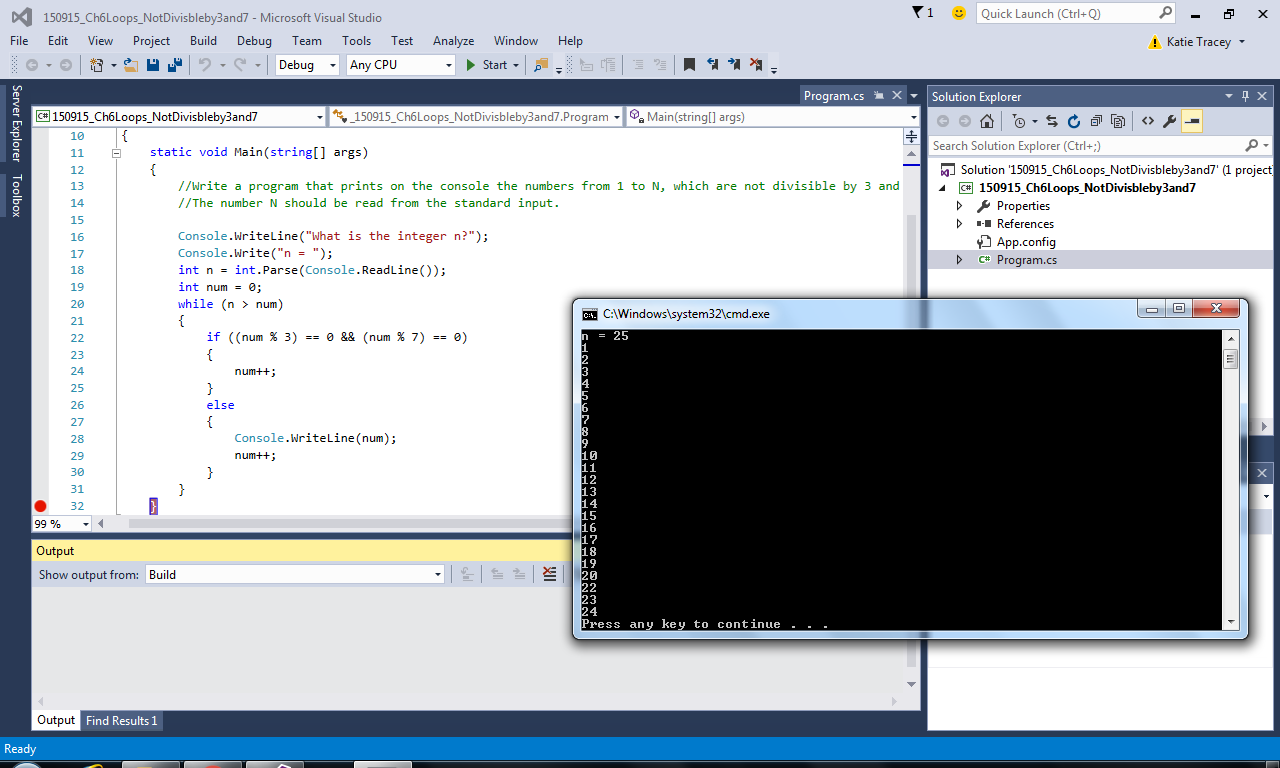 150915_Ch6Loops_NotDivisbleby3and7 - Microsoft Visual Studio
1
Quick Launch (Ctrl+Q)
File Edit View Project Build Debug Team Tools Test Analyze Window Help
Katie Tracey
Debug Any CPU Start
Server Explorer
Toolbox
Program.cs
150915_Ch6Loops_NotDivisbleby3and7 _150915_Ch6Loops_NotDivisbleby3and7.Program Main(string[] args)
10 {
11 static void Main(string[] args)
12 {
13 //Write a program that prints on the console the numbers from 1 to N, which are not divisible by 3 and
14 //The number N should be read from the standard input.
15
16 Console.WriteLine("What is the integer n?");
17 Console.Write("n = ");
18 int n = int.Parse(Console.ReadLine());
19 int num = 0;
20 while (n > num)
21 {
22 if ((num % 3) == 0 && (num % 7) == 0)
23 {
24 num++;
25 }
26 else
27 {
28 Console.WriteLine(num);
29 num++;
30 }
31 }
32 }
99 %
Output
Show output from: Build
Output Find Results 1
Ready
Solution Explorer
Search Solution Explorer (Ctrl+;)
Solution '150915_Ch6Loops_NotDivisbleby3and7' (1 project
150915_Ch6Loops_NotDivisbleby3and7
Properties
References
App.config
C# Program.cs
C:\Windows\system32\cmd.exe
n = 25
1
2
3
4
5
6
7
8
9
10
11
12
13
14
15
16
17
18
19
20
22
23
24
Press any key to continue . . .